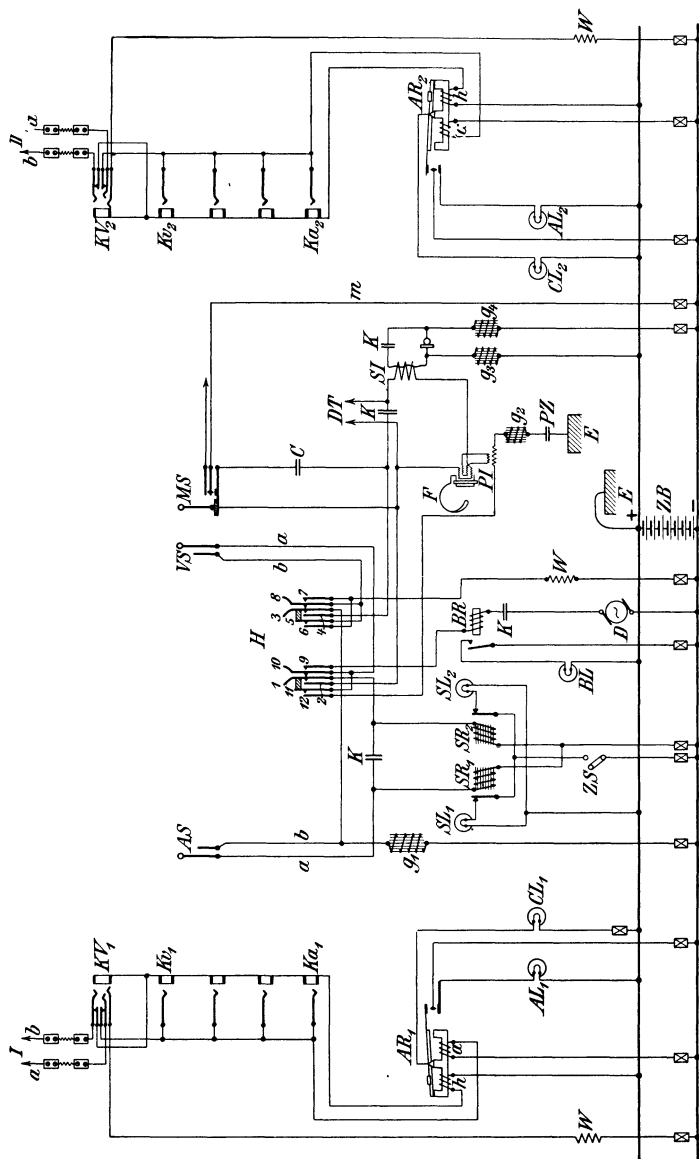 I
a b
KV₁
Kv₁
Ka₁
AR₁
h a
W
AL₁
CL₁
AS
a b
g₁
K
SL₁
SR₁
SR₂
SL₂
ZS
H
1 10
11
12 2 9
3 8
5
6 4 7
VS
b a
MS
C
BR
K
BL
D
W
DT
K
F
PI
SI
K
g₂
PZ
E
g₃
g₄
m
E
+
ZB
-
II
b a
KV₂
Kv₂
Ka₂
AR₂
a h
CL₂
AL₂
W